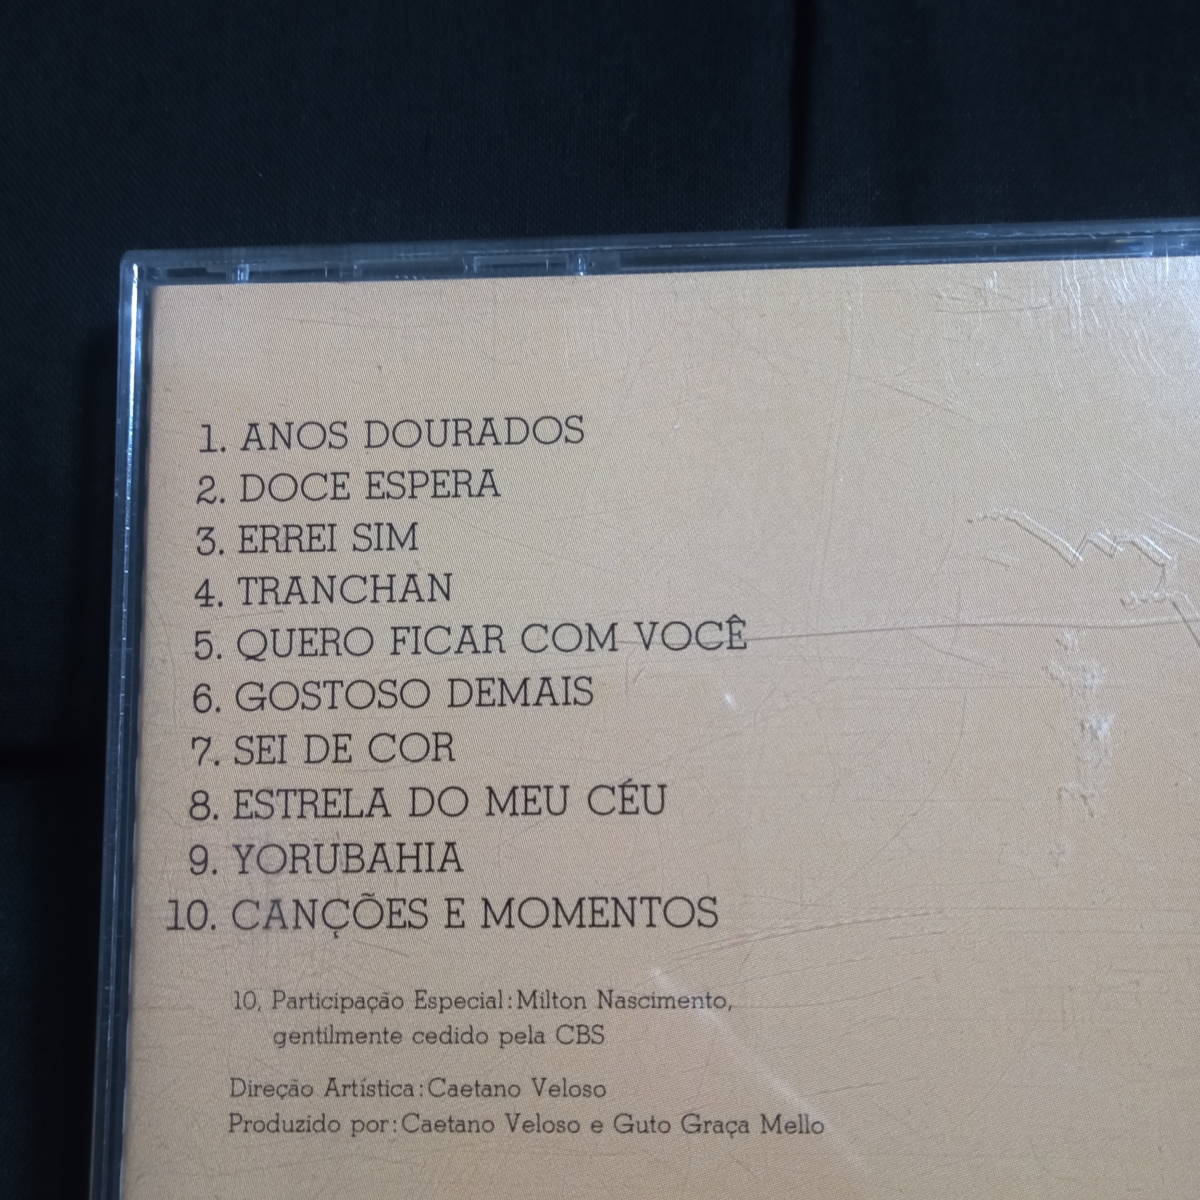 1. ANOS DOURADOS
2. DOCE ESPERA
3. ERREI SIM
4. TRANCHAN
5. QUERO FICAR COM VOCÊ
6. GOSTOSO DEMAIS
7. SEI DE COR
8. ESTRELA DO MEU CÉU
9. YORUBAHIA
10. CANÇÕES E MOMENTOS
10, Participação Especial: Milton Nascimento,
gentilmente cedido pela CBS
Direção Artística: Caetano Veloso
Produzido por: Caetano Veloso e Guto Graça Mello